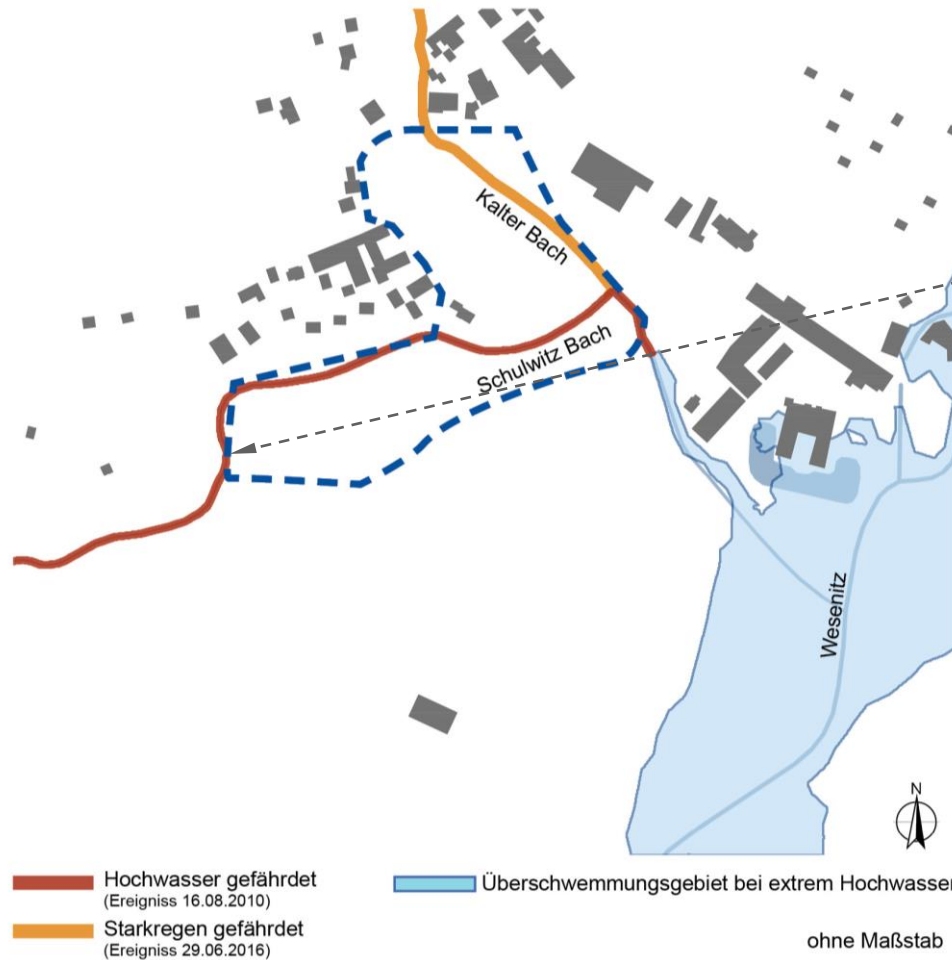 Kalter Bach
Schulwitz Bach
Wesenitz
N
Hochwasser gefährdet
(Ereigniss 16.08.2010)
Starkregen gefährdet
(Ereigniss 29.06.2016)
Überschwemmungsgebiet bei extrem Hochwasser
ohne Maßstab